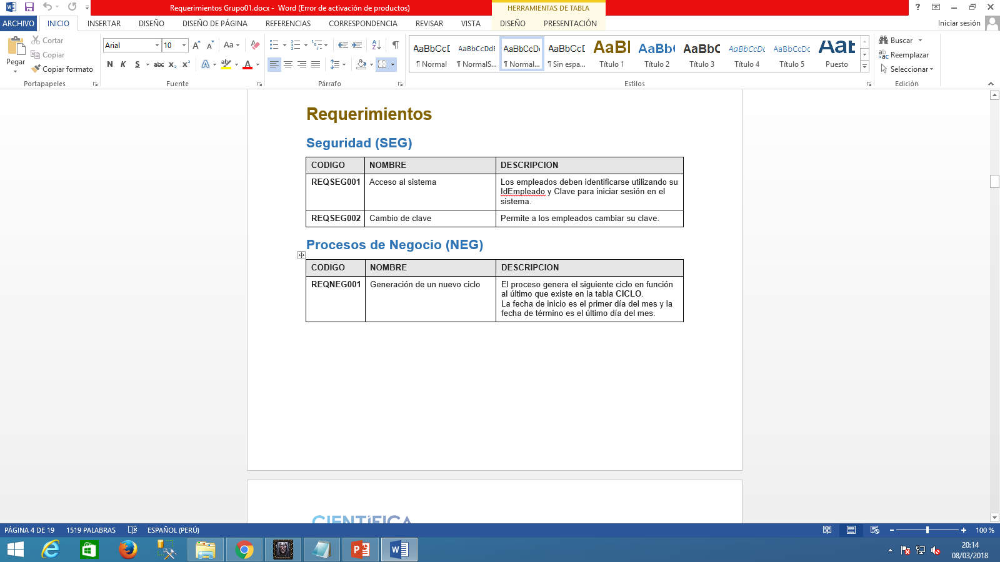 Requerimientos Grupo01.docx - Word (Error de activación de productos)
HERRAMIENTAS DE TABLA
?
ARCHIVO INICIO INSERTAR DISEÑO DISEÑO DE PÁGINA REFERENCIAS CORRESPONDENCIA REVISAR VISTA DISEÑO PRESENTACIÓN
Iniciar sesión
Pegar
Cortar
Copiar
Copiar formato
Portapapeles
Arial 10
Aa
N K S abc x₂ x²
Fuente
Párrafo
AaBbCcD AaBbCcDdE AaBbCcDc AaBbCcD AaBl AaBb( AaBbC AaBbCcDc AaBbCcDc Aab
¶ Normal ¶ NormalS... ¶ Normal... ¶ Sin espa... Título 1 Título 2 Título 3 Título 4 Título 5 Puesto
Estilos
Buscar
Reemplazar
Seleccionar
Edición
Requerimientos
Seguridad (SEG)
CODIGO NOMBRE DESCRIPCION
REQSEG001 Acceso al sistema Los empleados deben identificarse utilizando su
IdEmpleado y Clave para iniciar sesión en el
sistema.
REQSEG002 Cambio de clave Permite a los empleados cambiar su clave.
Procesos de Negocio (NEG)
CODIGO NOMBRE DESCRIPCION
REQNEG001 Generación de un nuevo ciclo El proceso genera el siguiente ciclo en función
al último que existe en la tabla CICLO.
La fecha de inicio es el primer día del mes y la
fecha de término es el último día del mes.
CIENTÍFICA
PÁGINA 4 DE 19 1519 PALABRAS ESPAÑOL (PERÚ)
100 %
20:14
08/03/2018